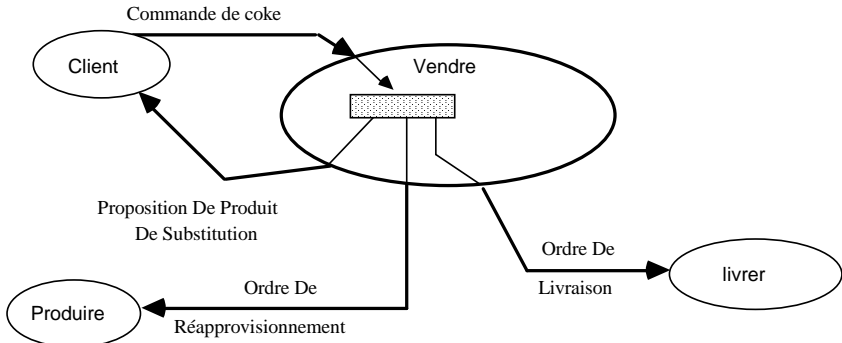 Commande de coke
Client
Vendre
Proposition De Produit
De Substitution
Ordre De
Livraison
livrer
Ordre De
Réapprovisionnement
Produire